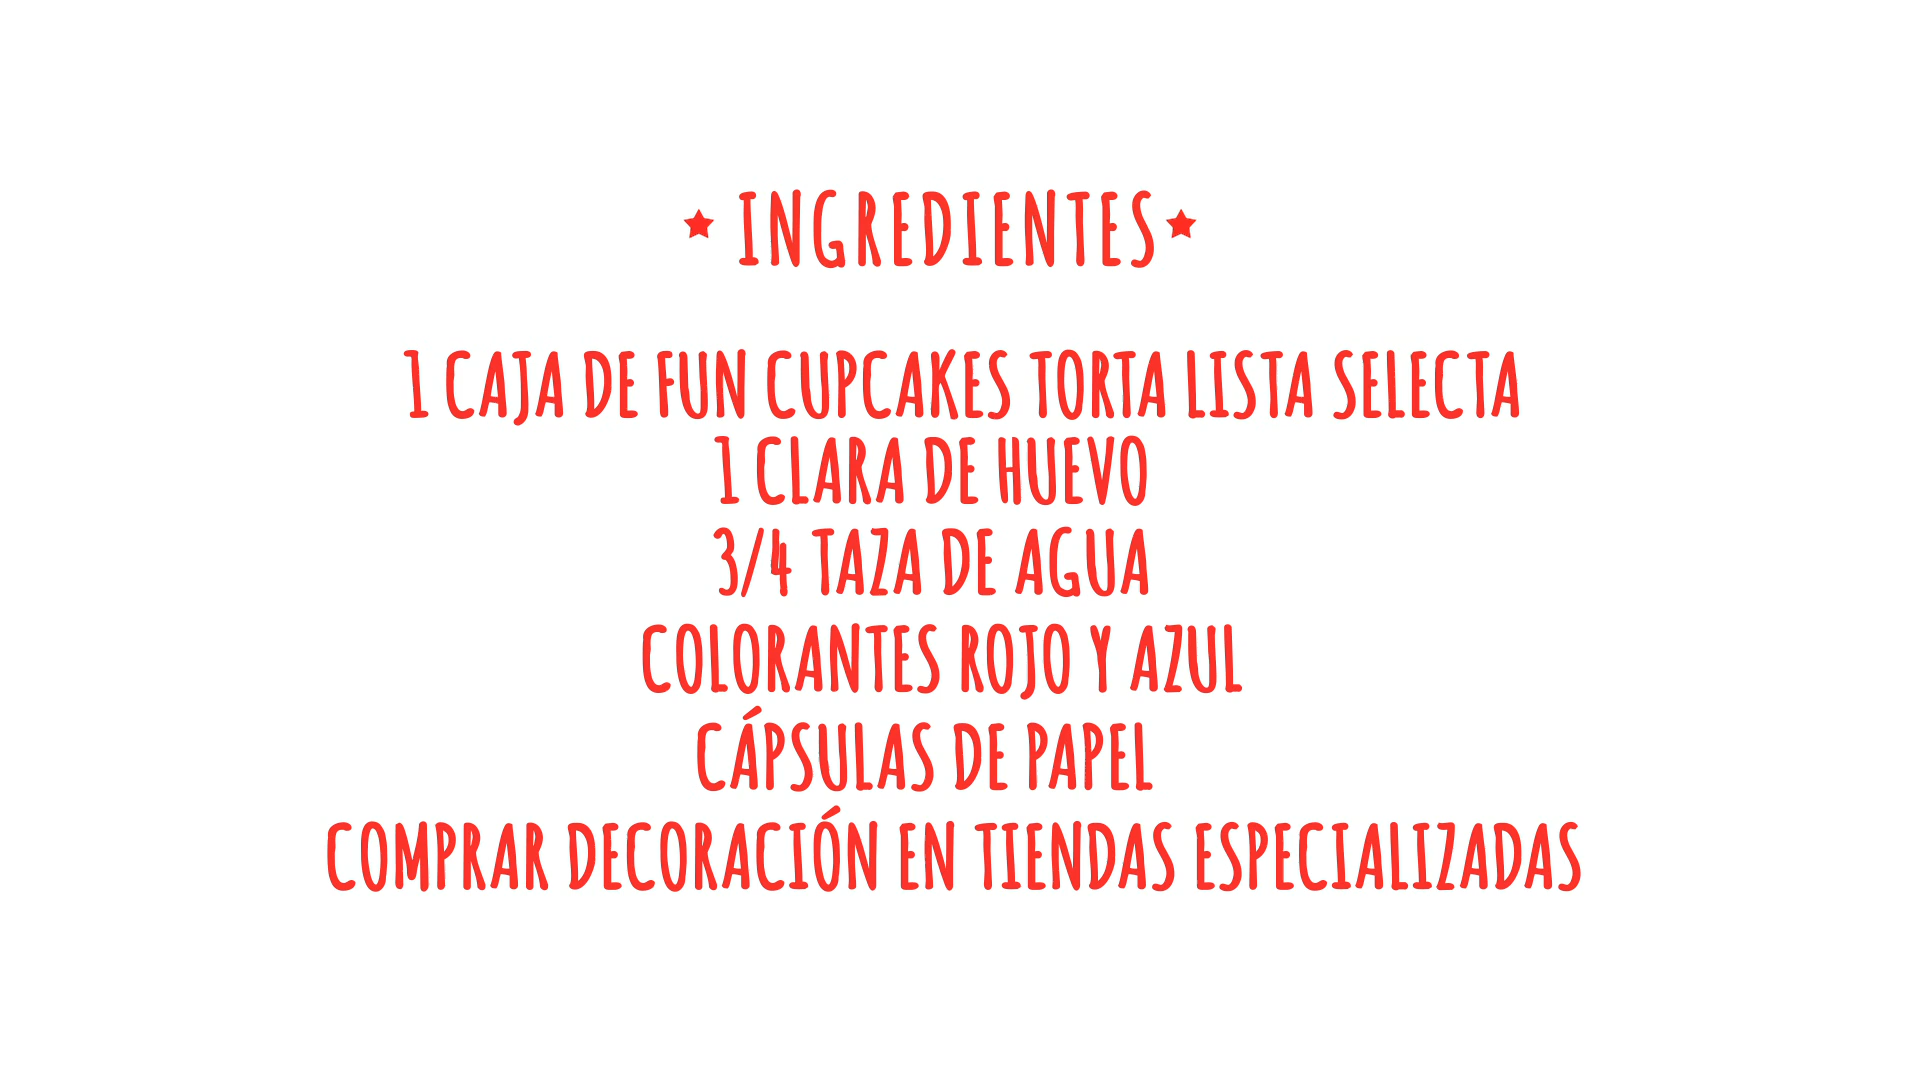 ★ INGREDIENTES ★
1 CAJA DE FUN CUPCAKES TORTA LISTA SELECTA
1 CLARA DE HUEVO
3/4 TAZA DE AGUA
COLORANTES ROJO Y AZUL
CÁPSULAS DE PAPEL
COMPRAR DECORACIÓN EN TIENDAS ESPECIALIZADAS